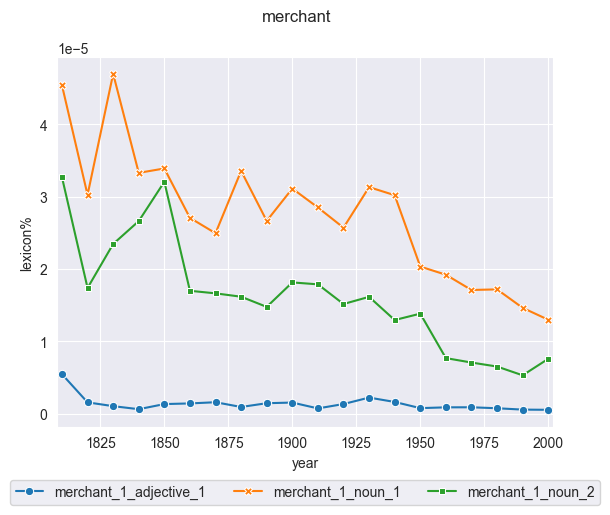 merchant
1e−5
4
3
2
1
0
lexicon%
1825 1850 1875 1900 1925 1950 1975 2000
year
merchant_1_adjective_1 merchant_1_noun_1 merchant_1_noun_2